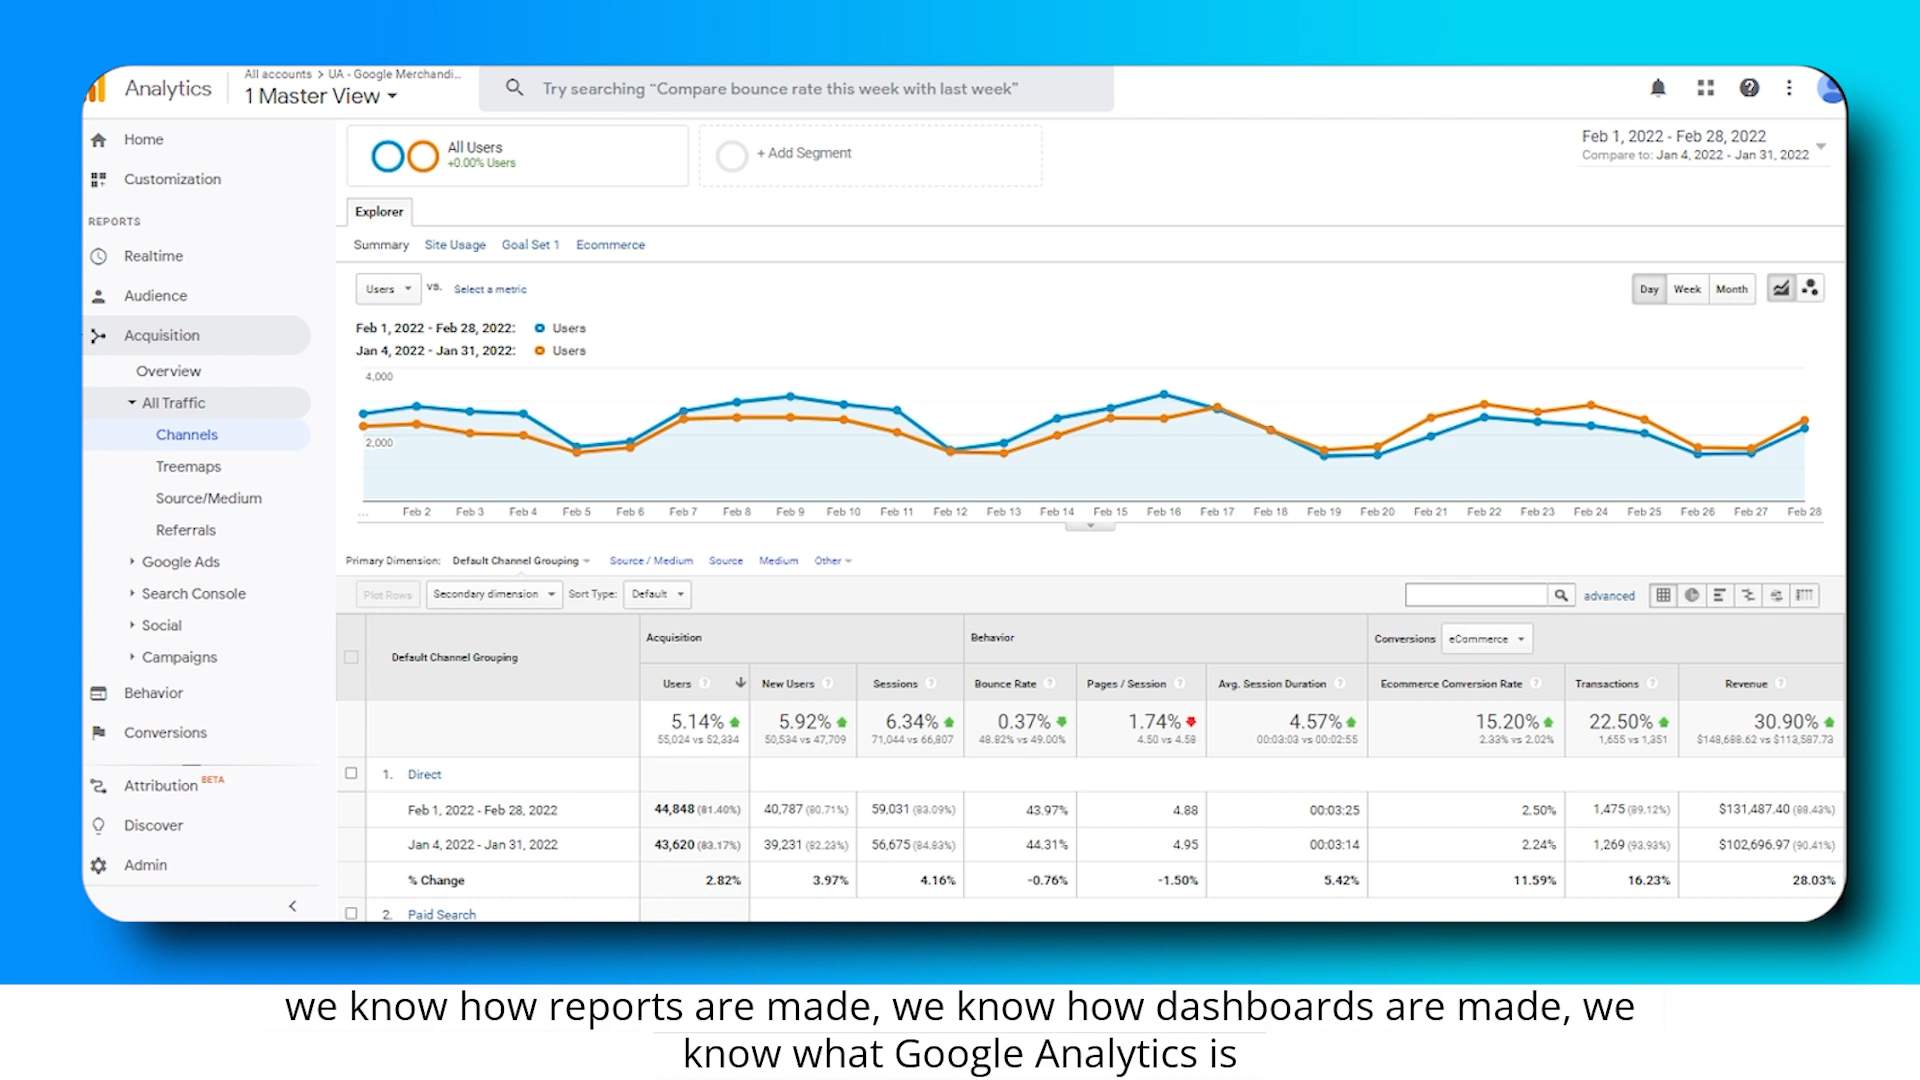 Analytics
All accounts > UA - Google Merchandi...
1 Master View
Try searching “Compare bounce rate this week with last week”
Home
Customization
REPORTS
Realtime
Audience
Acquisition
Overview
All Traffic
Channels
Treemaps
Source/Medium
Referrals
Google Ads
Search Console
Social
Campaigns
Behavior
Conversions
Attribution BETA
Discover
Admin
All Users
+0.00% Users
+ Add Segment
Feb 1, 2022 - Feb 28, 2022
Compare to: Jan 4, 2022 - Jan 31, 2022
Explorer
Summary Site Usage Goal Set 1 Ecommerce
Users VS. Select a metric
Day Week Month
Feb 1, 2022 - Feb 28, 2022: Users
Jan 4, 2022 - Jan 31, 2022: Users
4,000
2,000
... Feb 2 Feb 3 Feb 4 Feb 5 Feb 6 Feb 7 Feb 8 Feb 9 Feb 10 Feb 11 Feb 12 Feb 13 Feb 14 Feb 15 Feb 16 Feb 17 Feb 18 Feb 19 Feb 20 Feb 21 Feb 22 Feb 23 Feb 24 Feb 25 Feb 26 Feb 27 Feb 28
Primary Dimension: Default Channel Grouping Source / Medium Source Medium Other
Plot Rows Secondary dimension Sort Type: Default advanced
Default Channel Grouping
Acquisition Behavior Conversions eCommerce
Users New Users Sessions Bounce Rate Pages / Session Avg. Session Duration Ecommerce Conversion Rate Transactions Revenue
5.14% 5.92% 6.34% 0.37% 1.74% 4.57% 15.20% 22.50% 30.90%
55,024 vs 52,334 50,534 vs 47,709 71,044 vs 66,807 48.82% vs 49.00% 4.50 vs 4.58 00:03:03 vs 00:02:55 2.33% vs 2.02% 1,655 vs 1,351 $148,688.62 vs $113,587.73
1. Direct
Feb 1, 2022 - Feb 28, 2022 44,848 (81.40%) 40,787 (80.71%) 59,031 (83.09%) 43.97% 4.88 00:03:25 2.50% 1,475 (89.12%) $131,487.40 (88.43%)
Jan 4, 2022 - Jan 31, 2022 43,620 (83.17%) 39,231 (82.23%) 56,675 (84.83%) 44.31% 4.95 00:03:14 2.24% 1,269 (93.93%) $102,696.97 (90.41%)
% Change 2.82% 3.97% 4.16% -0.76% -1.50% 5.42% 11.59% 16.23% 28.03%
2. Paid Search
we know how reports are made, we know how dashboards are made, we
know what Google Analytics is